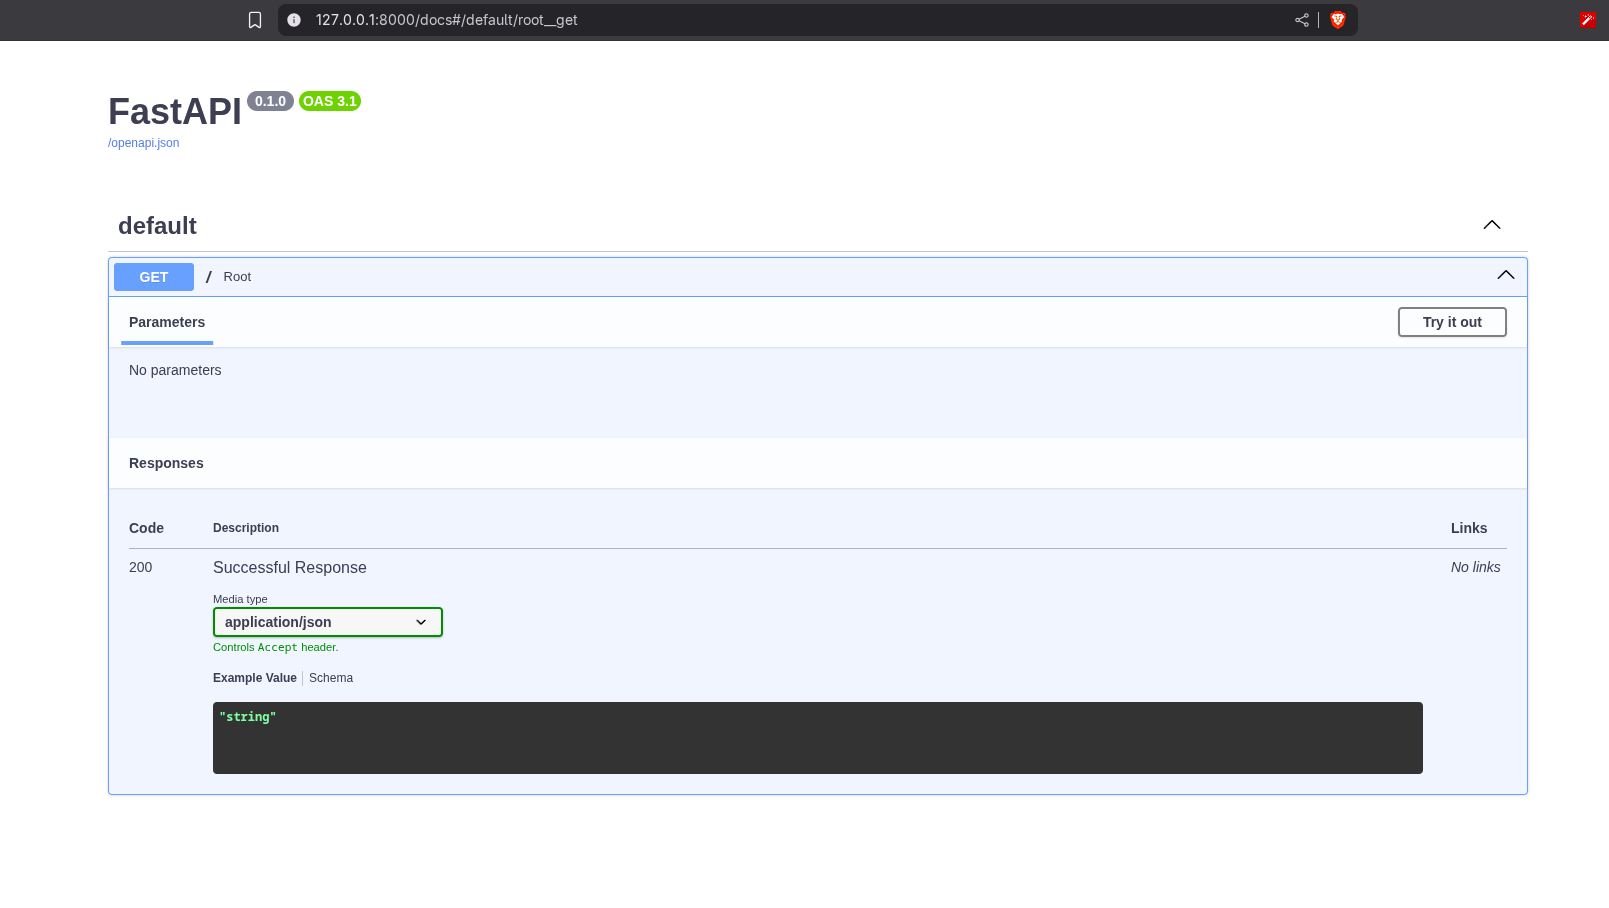 127.0.0.1:8000/docs#/default/root__get
FastAPI 0.1.0 OAS 3.1
/openapi.json
default
GET / Root
Parameters Try it out
No parameters
Responses
Code Description Links
200 Successful Response No links
Media type
application/json
Controls Accept header.
Example Value Schema
"string"